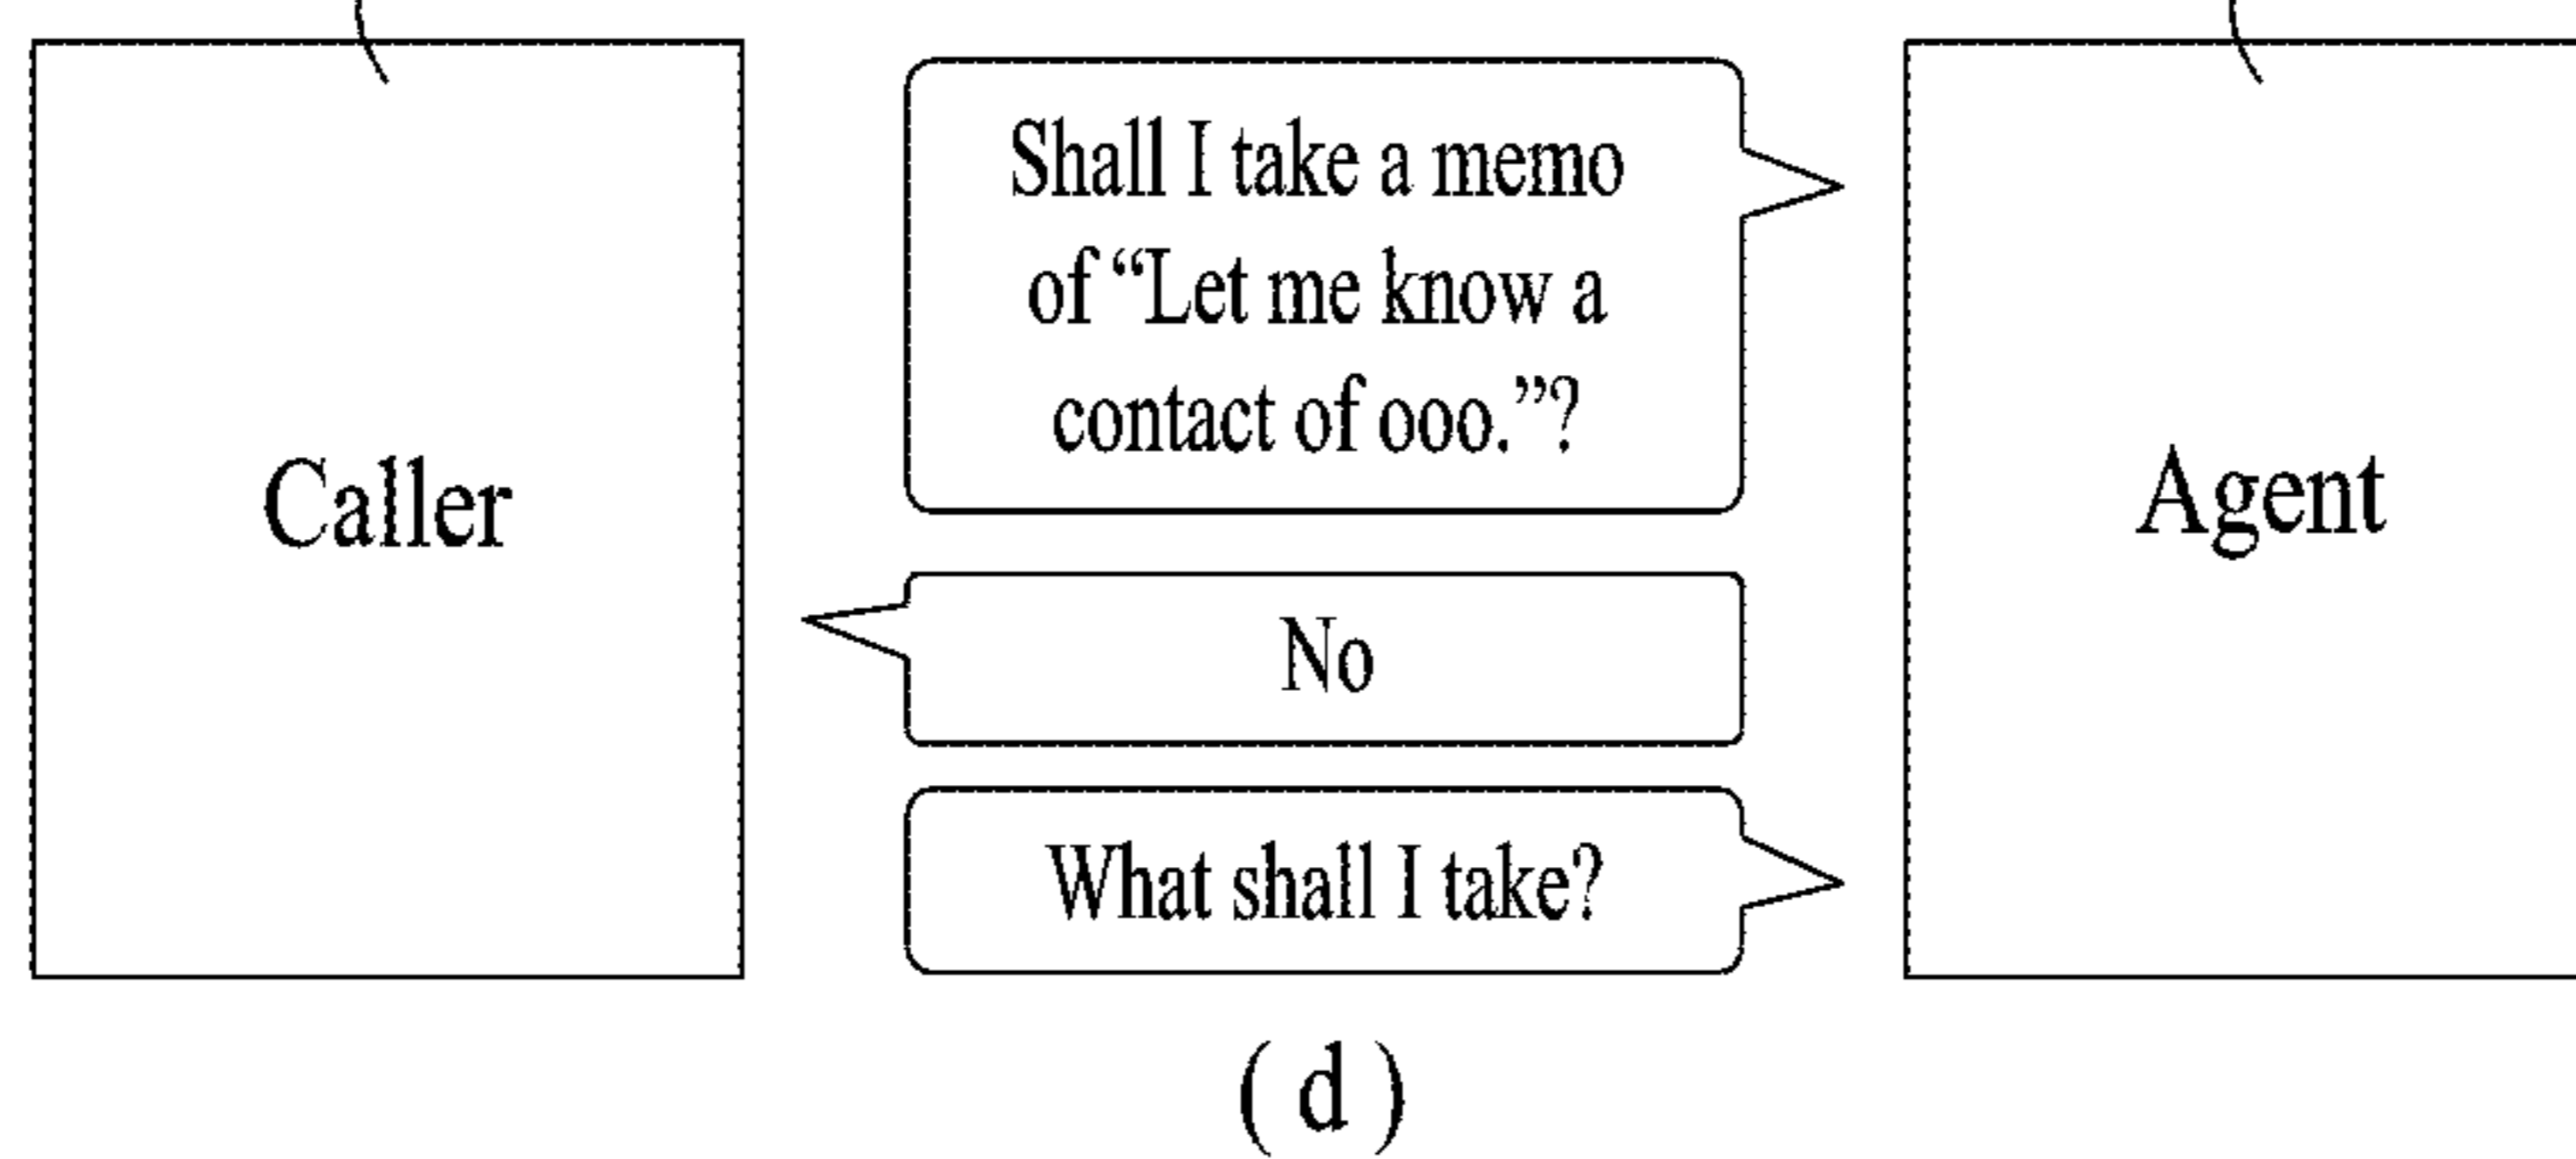 Caller
Shall I take a memo
of “Let me know a
contact of ooo.”?
No
What shall I take?
Agent
( d )